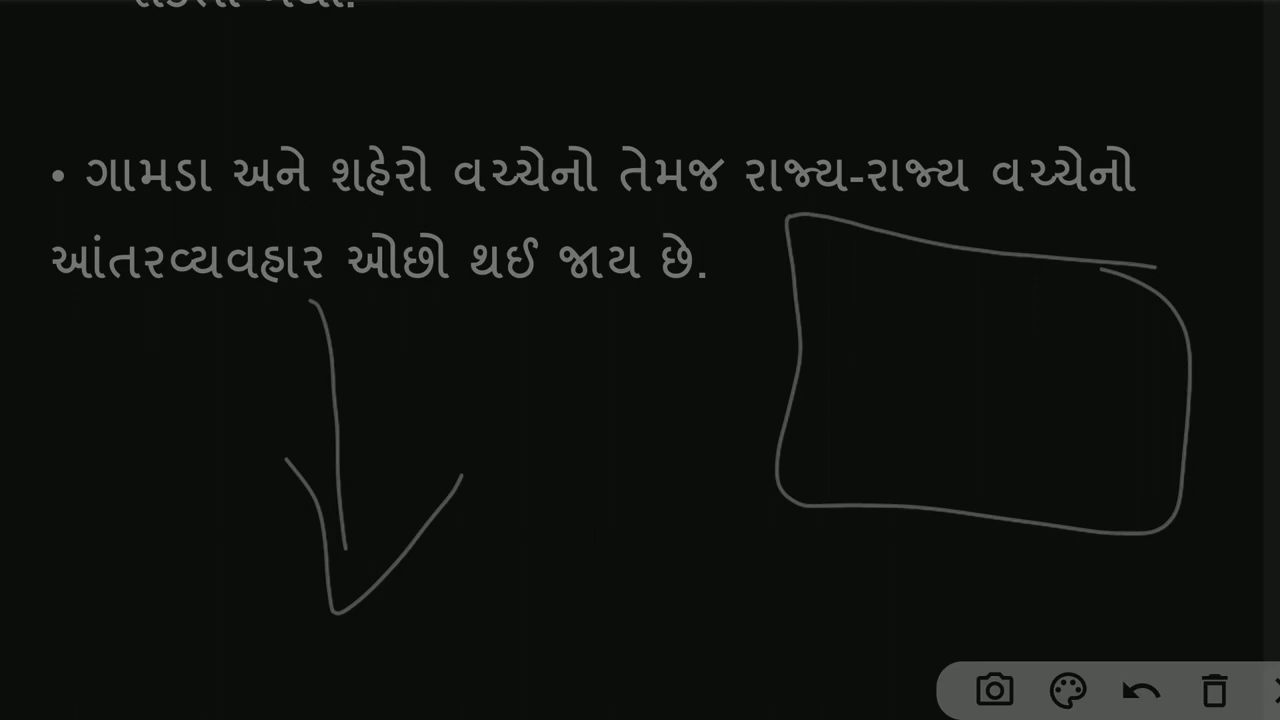 • ગામડા અને શહેરો વચ્ચેનો તેમજ રાજ્ય-રાજ્ય વચ્ચેનો
આંતરવ્યવહાર ઓછો થઈ જાય છે.